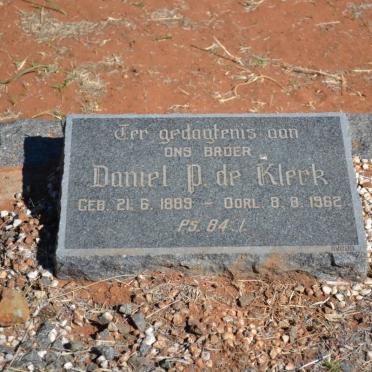 Ter gedagtenis aan
ONS BROER
Daniel P. de Klerk
GEB. 21. 6. 1889 - OORL. 8. 8. 1962.
PS. 84:1.